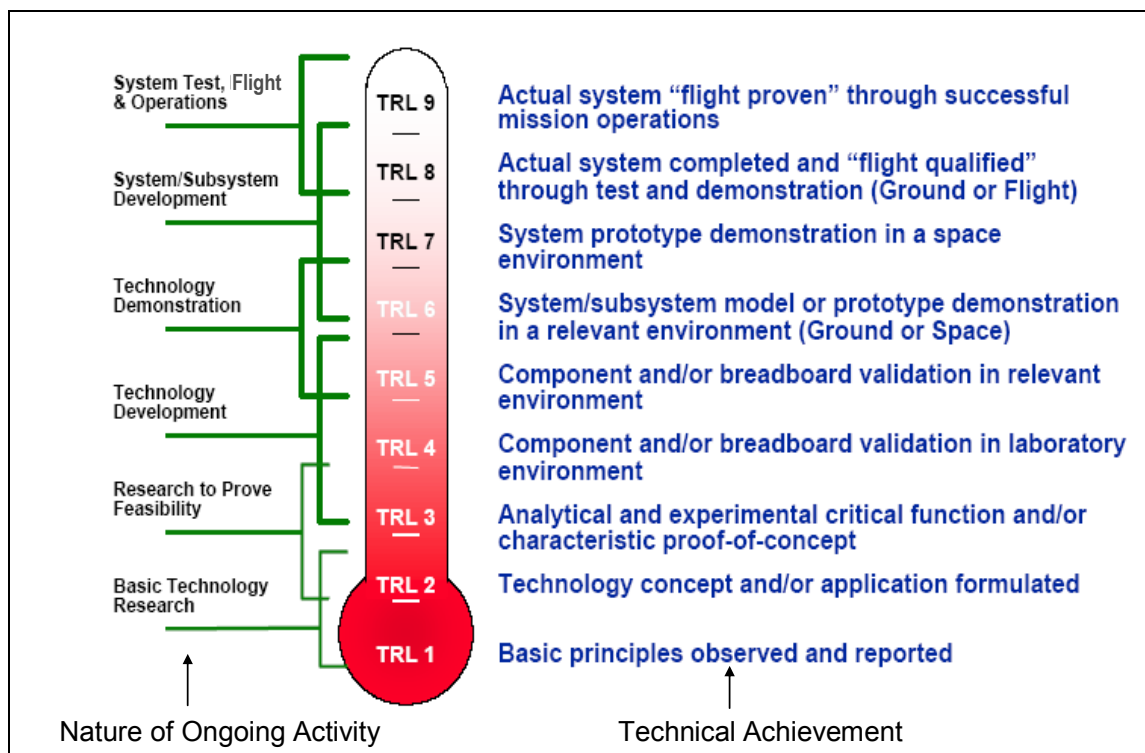 System Test, Flight
& Operations
System/Subsystem
Development
Technology
Demonstration
Technology
Development
Research to Prove
Feasibility
Basic Technology
Research
TRL 9
TRL 8
TRL 7
TRL 6
TRL 5
TRL 4
TRL 3
TRL 2
TRL 1
Actual system “flight proven” through successful
mission operations
Actual system completed and “flight qualified”
through test and demonstration (Ground or Flight)
System prototype demonstration in a space
environment
System/subsystem model or prototype demonstration
in a relevant environment (Ground or Space)
Component and/or breadboard validation in relevant
environment
Component and/or breadboard validation in laboratory
environment
Analytical and experimental critical function and/or
characteristic proof-of-concept
Technology concept and/or application formulated
Basic principles observed and reported
Nature of Ongoing Activity
Technical Achievement